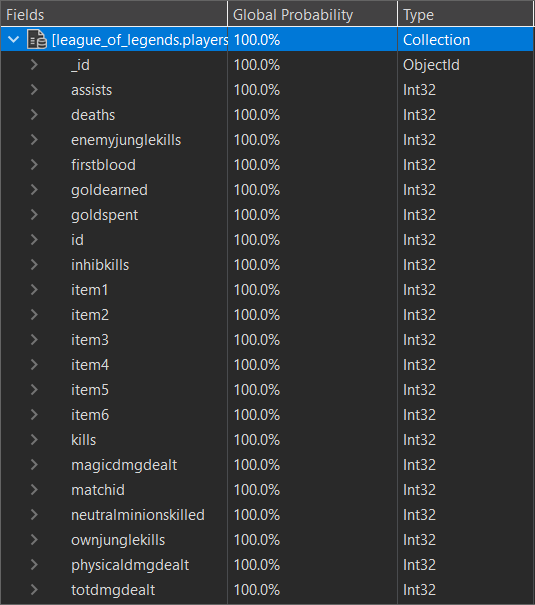 Fields Global Probability Type
[league_of_legends.players 100.0% Collection
_id 100.0% ObjectId
assists 100.0% Int32
deaths 100.0% Int32
enemyjunglekills 100.0% Int32
firstblood 100.0% Int32
goldearned 100.0% Int32
goldspent 100.0% Int32
id 100.0% Int32
inhibkills 100.0% Int32
item1 100.0% Int32
item2 100.0% Int32
item3 100.0% Int32
item4 100.0% Int32
item5 100.0% Int32
item6 100.0% Int32
kills 100.0% Int32
magicdmgdealt 100.0% Int32
matchid 100.0% Int32
neutralminionskilled 100.0% Int32
ownjunglekills 100.0% Int32
physicaldmgdealt 100.0% Int32
totdmgdealt 100.0% Int32